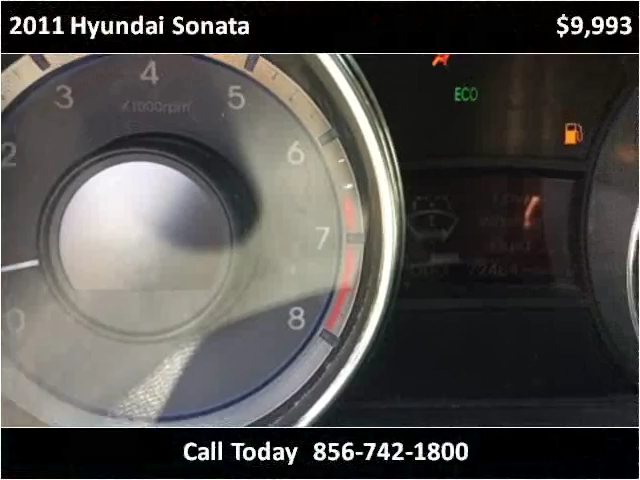 2011 Hyundai Sonata $9,993
4
3 5
/1000rpm
ECO
2 6
7
8
0
Call Today 856-742-1800